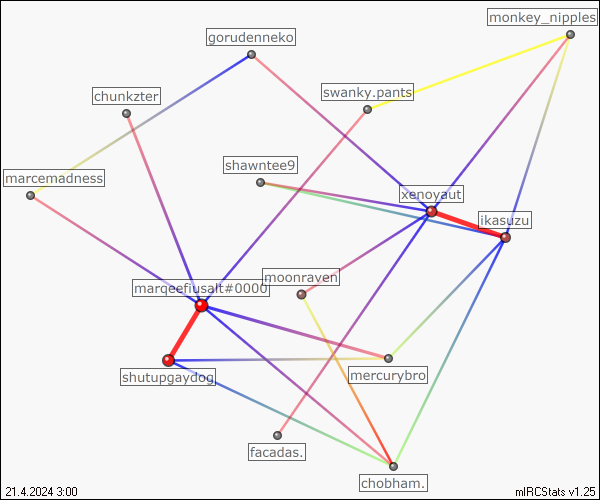 monkey_nipples
gorudenneko
swanky.pants
chunkzter
shawntee9
marcemadness
xenoyaut
ikasuzu
moonraven
marqeefiusalt#0000
mercurybro
shutupgaydog
facadas.
chobham.
21.4.2024 3:00
mIRCStats v1.25